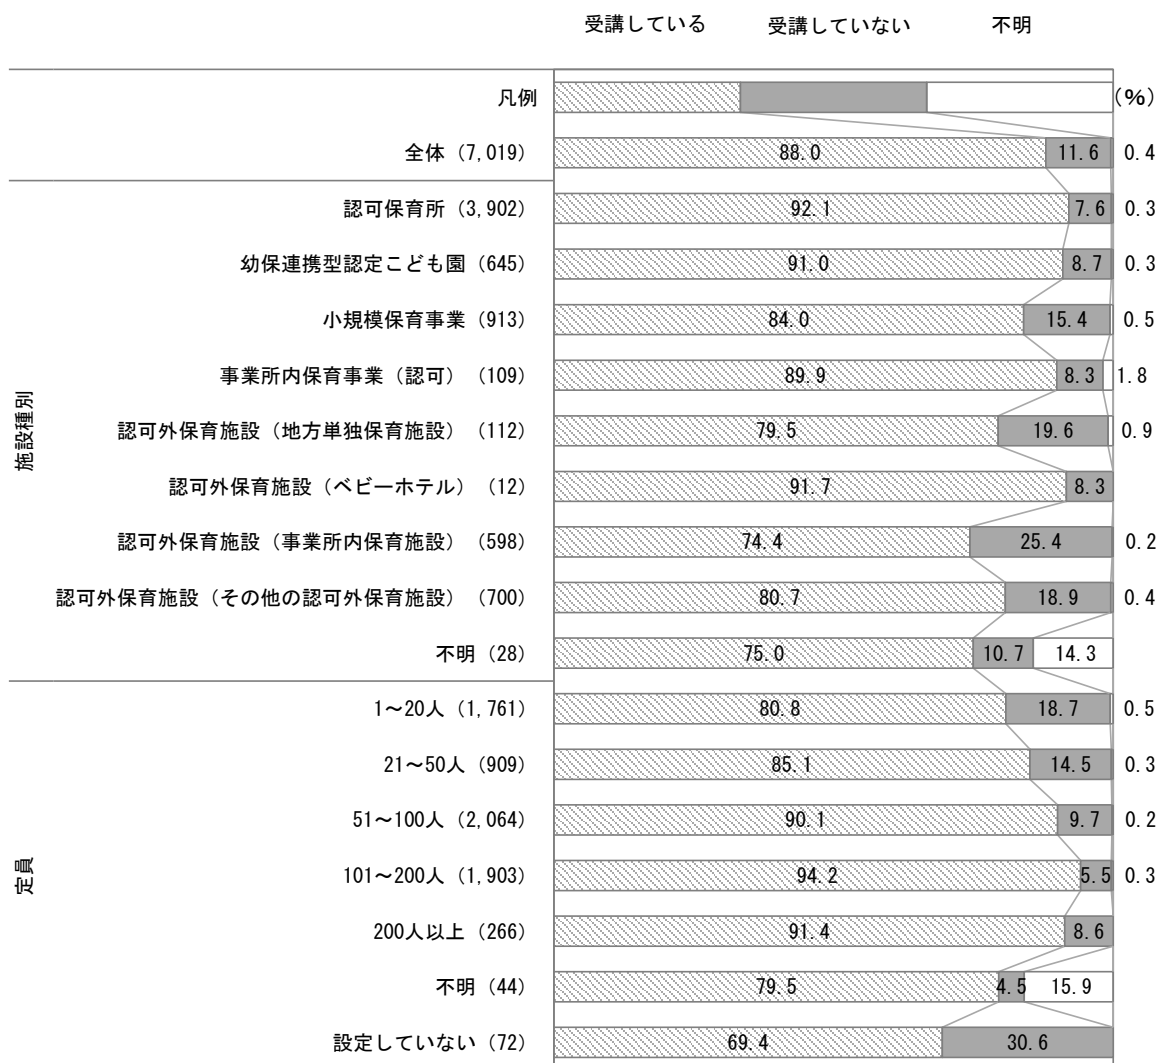 受講している 受講していない 不明
凡例 (%)
全体 (7,019) 88.0 11.6 0.4
施設種別
認可保育所 (3,902) 92.1 7.6 0.3
幼保連携型認定こども園 (645) 91.0 8.7 0.3
小規模保育事業 (913) 84.0 15.4 0.5
事業所内保育事業（認可） (109) 89.9 8.3 1.8
認可外保育施設（地方単独保育施設） (112) 79.5 19.6 0.9
認可外保育施設（ベビーホテル） (12) 91.7 8.3
認可外保育施設（事業所内保育施設） (598) 74.4 25.4 0.2
認可外保育施設（その他の認可外保育施設） (700) 80.7 18.9 0.4
不明 (28) 75.0 10.7 14.3
定員
1～20人 (1,761) 80.8 18.7 0.5
21～50人 (909) 85.1 14.5 0.3
51～100人 (2,064) 90.1 9.7 0.2
101～200人 (1,903) 94.2 5.5 0.3
200人以上 (266) 91.4 8.6
不明 (44) 79.5 4.5 15.9
設定していない (72) 69.4 30.6